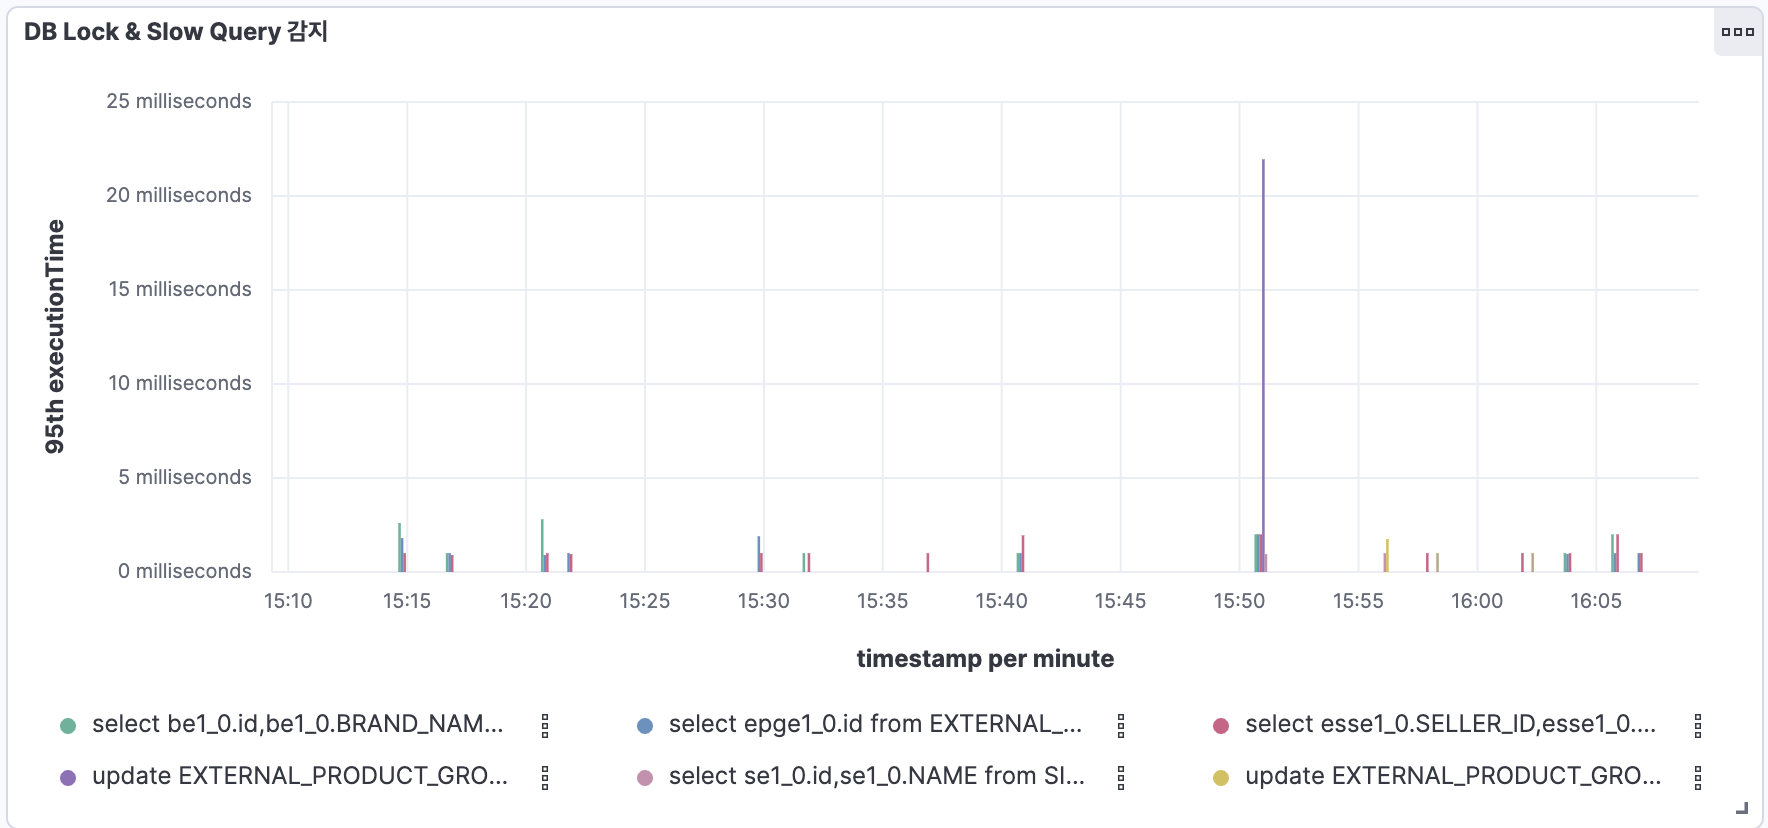 DB Lock & Slow Query 감지
25 milliseconds
20 milliseconds
15 milliseconds
10 milliseconds
5 milliseconds
0 milliseconds
95th executionTime
15:10 15:15 15:20 15:25 15:30 15:35 15:40 15:45 15:50 15:55 16:00 16:05
timestamp per minute
select be1_0.id,be1_0.BRAND_NAM... select epge1_0.id from EXTERNAL_... select esse1_0.SELLER_ID,esse1_0....
update EXTERNAL_PRODUCT_GRO... select se1_0.id,se1_0.NAME from SI... update EXTERNAL_PRODUCT_GRO...